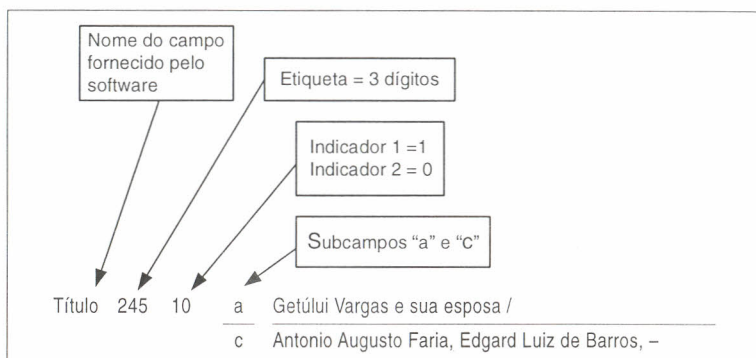 Nome do campo
fornecido pelo
software
Etiqueta = 3 dígitos
Indicador 1 =1
Indicador 2 = 0
Subcampos “a” e “C”
Título 245 10 a Getúlui Vargas e sua esposa /
c Antonio Augusto Faria, Edgard Luiz de Barros, –